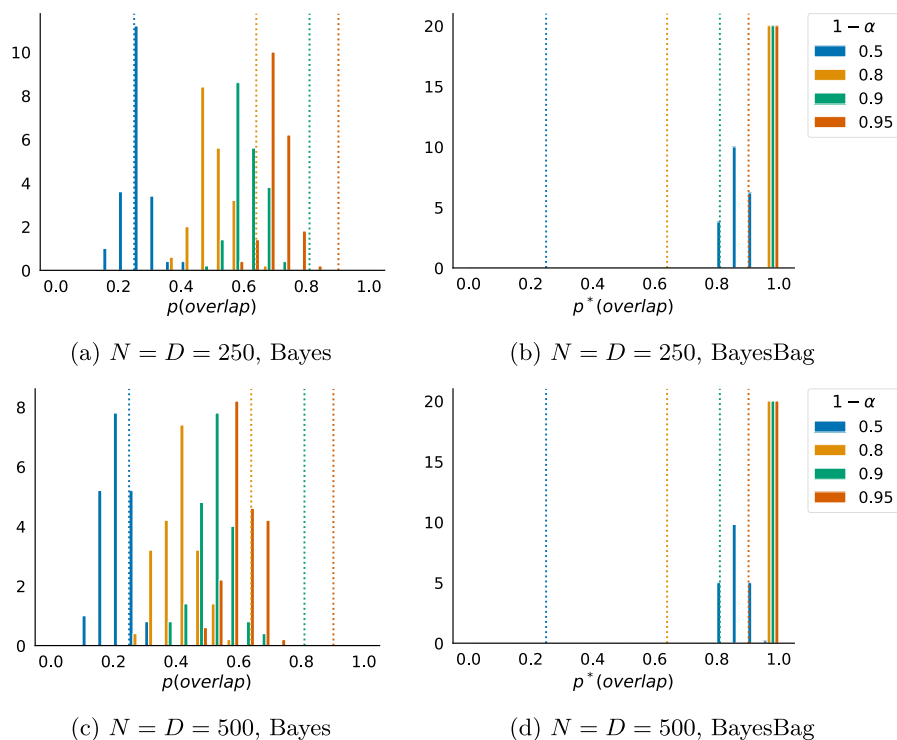 10
8
6
4
2
0
0.0 0.2 0.4 0.6 0.8 1.0
p(overlap)
(a) N = D = 250, Bayes
20
15
10
5
0
0.0 0.2 0.4 0.6 0.8 1.0
p*(overlap)
(b) N = D = 250, BayesBag
1 − α
0.5
0.8
0.9
0.95
8
6
4
2
0
0.0 0.2 0.4 0.6 0.8 1.0
p(overlap)
(c) N = D = 500, Bayes
20
15
10
5
0
0.0 0.2 0.4 0.6 0.8 1.0
p*(overlap)
(d) N = D = 500, BayesBag
1 − α
0.5
0.8
0.9
0.95